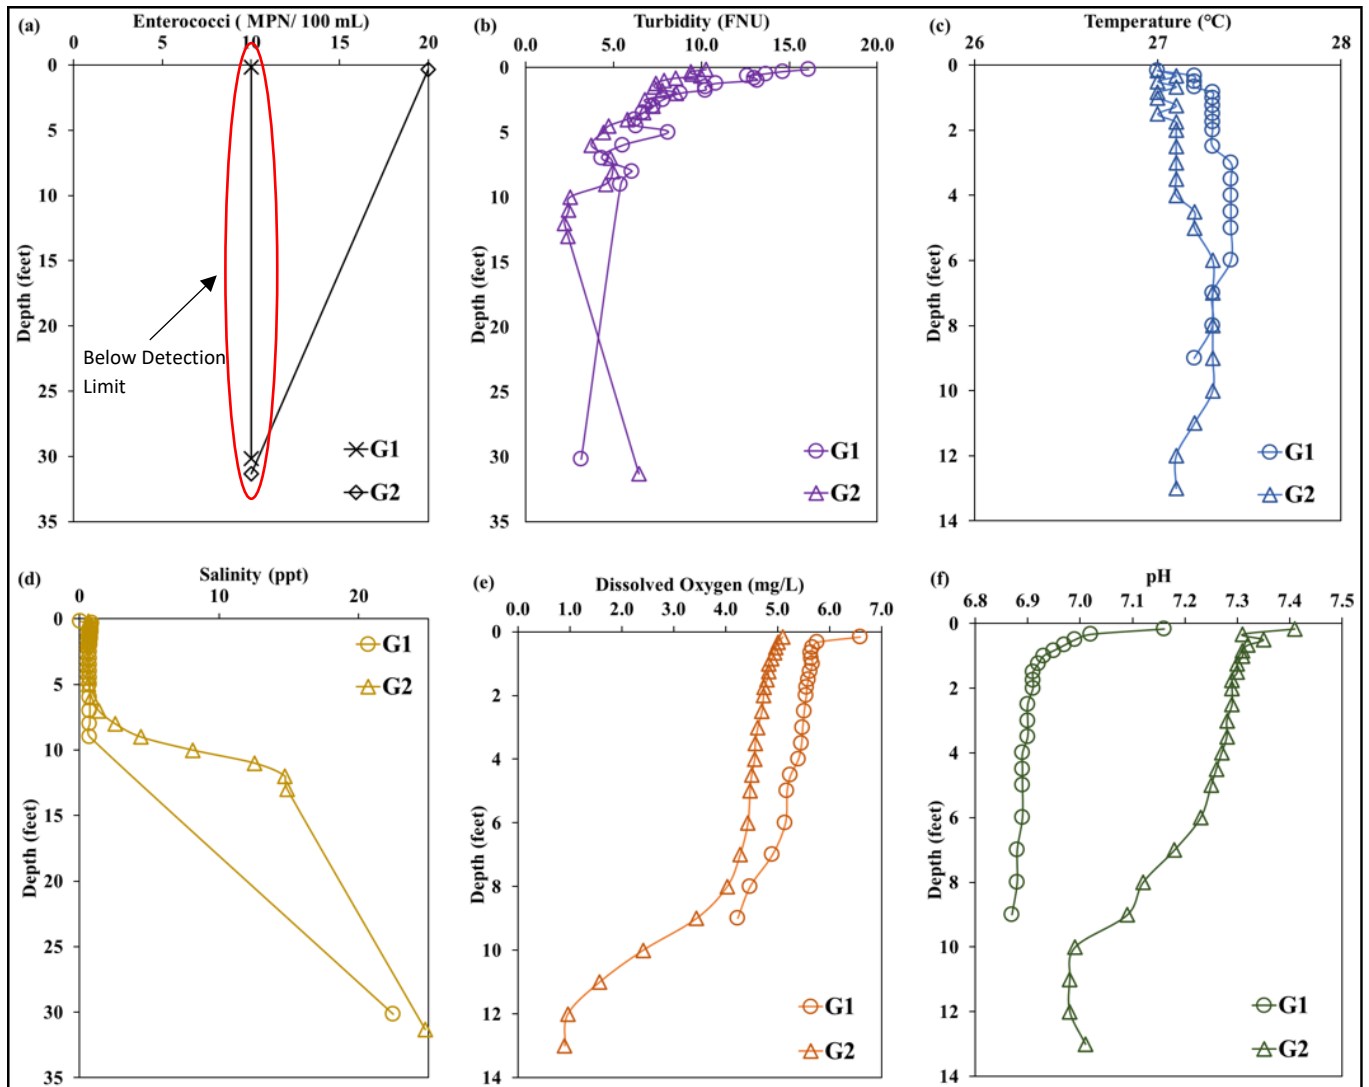 (a) Enterococci ( MPN/ 100 mL)
0 10 20
0
5
10
15
20
25
30
35
Depth (feet)
Below Detection
Limit
G1
G2
(b) Turbidity (FNU)
0.0 5.0 10.0 15.0 20.0
0
5
10
15
20
25
30
35
Depth (feet)
G1
G2
(c) Temperature (°C)
26 27 28
0
2
4
6
8
10
12
14
Depth (feet)
G1
G2
(d) Salinity (ppt)
0 10 20
0
5
10
15
20
25
30
35
Depth (feet)
G1
G2
(e) Dissolved Oxygen (mg/L)
0.0 1.0 2.0 3.0 4.0 5.0 6.0 7.0
0
2
4
6
8
10
12
14
Depth (feet)
G1
G2
(f) pH
6.8 6.9 7.0 7.1 7.2 7.3 7.4 7.5
0
2
4
6
8
10
12
14
Depth (feet)
G1
G2